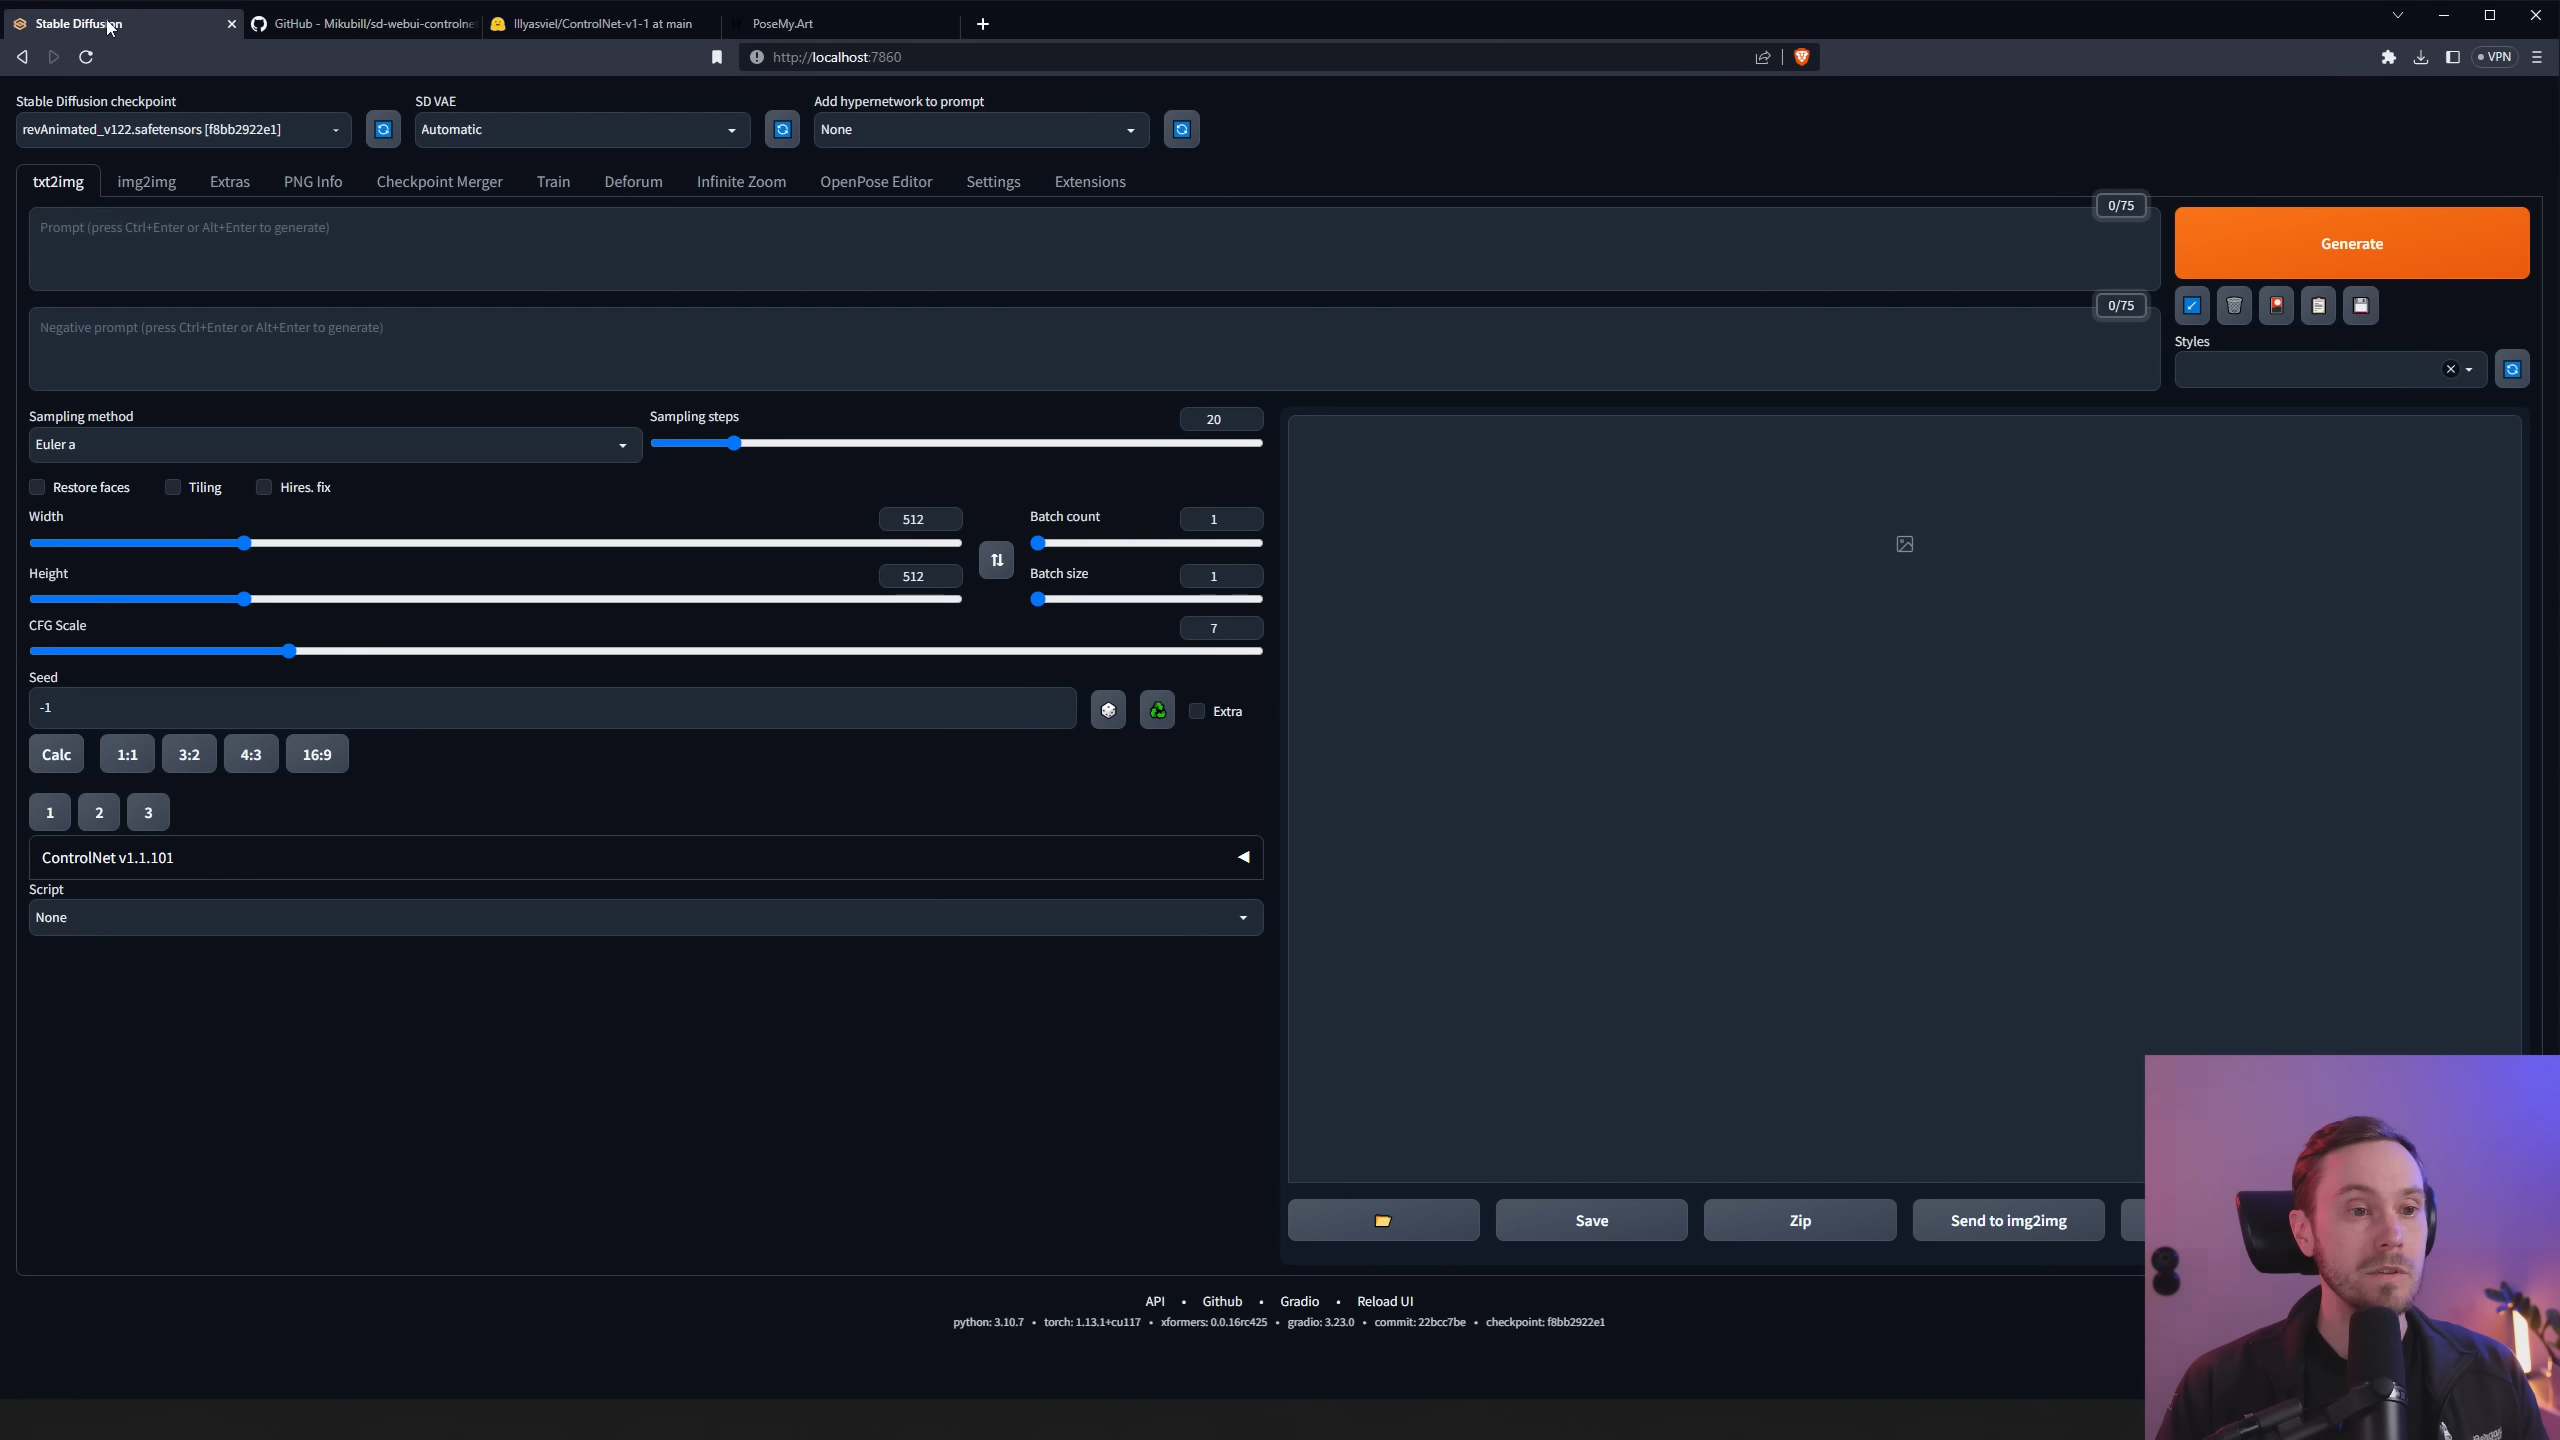 Stable Diffusion
GitHub - Mikubill/sd-webui-controlne
lllyasviel/ControlNet-v1-1 at main
PoseMy.Art
http://localhost:7860
VPN
Stable Diffusion checkpoint
SD VAE
Add hypernetwork to prompt
revAnimated_v122.safetensors [f8bb2922e1]
Automatic
None
txt2img
img2img
Extras
PNG Info
Checkpoint Merger
Train
Deforum
Infinite Zoom
OpenPose Editor
Settings
Extensions
0/75
Prompt (press Ctrl+Enter or Alt+Enter to generate)
Generate
0/75
Negative prompt (press Ctrl+Enter or Alt+Enter to generate)
Styles
Sampling method
Sampling steps
20
Euler a
Restore faces
Tiling
Hires. fix
Width
512
Batch count
1
Height
512
Batch size
1
CFG Scale
7
Seed
-1
Extra
Calc
1:1
3:2
4:3
16:9
1
2
3
ControlNet v1.1.101
Script
None
Save
Zip
Send to img2img
API • Github • Gradio • Reload UI
python: 3.10.7 • torch: 1.13.1+cu117 • xformers: 0.0.16rc425 • gradio: 3.23.0 • commit: 22bcc7be • checkpoint: f8bb2922e1